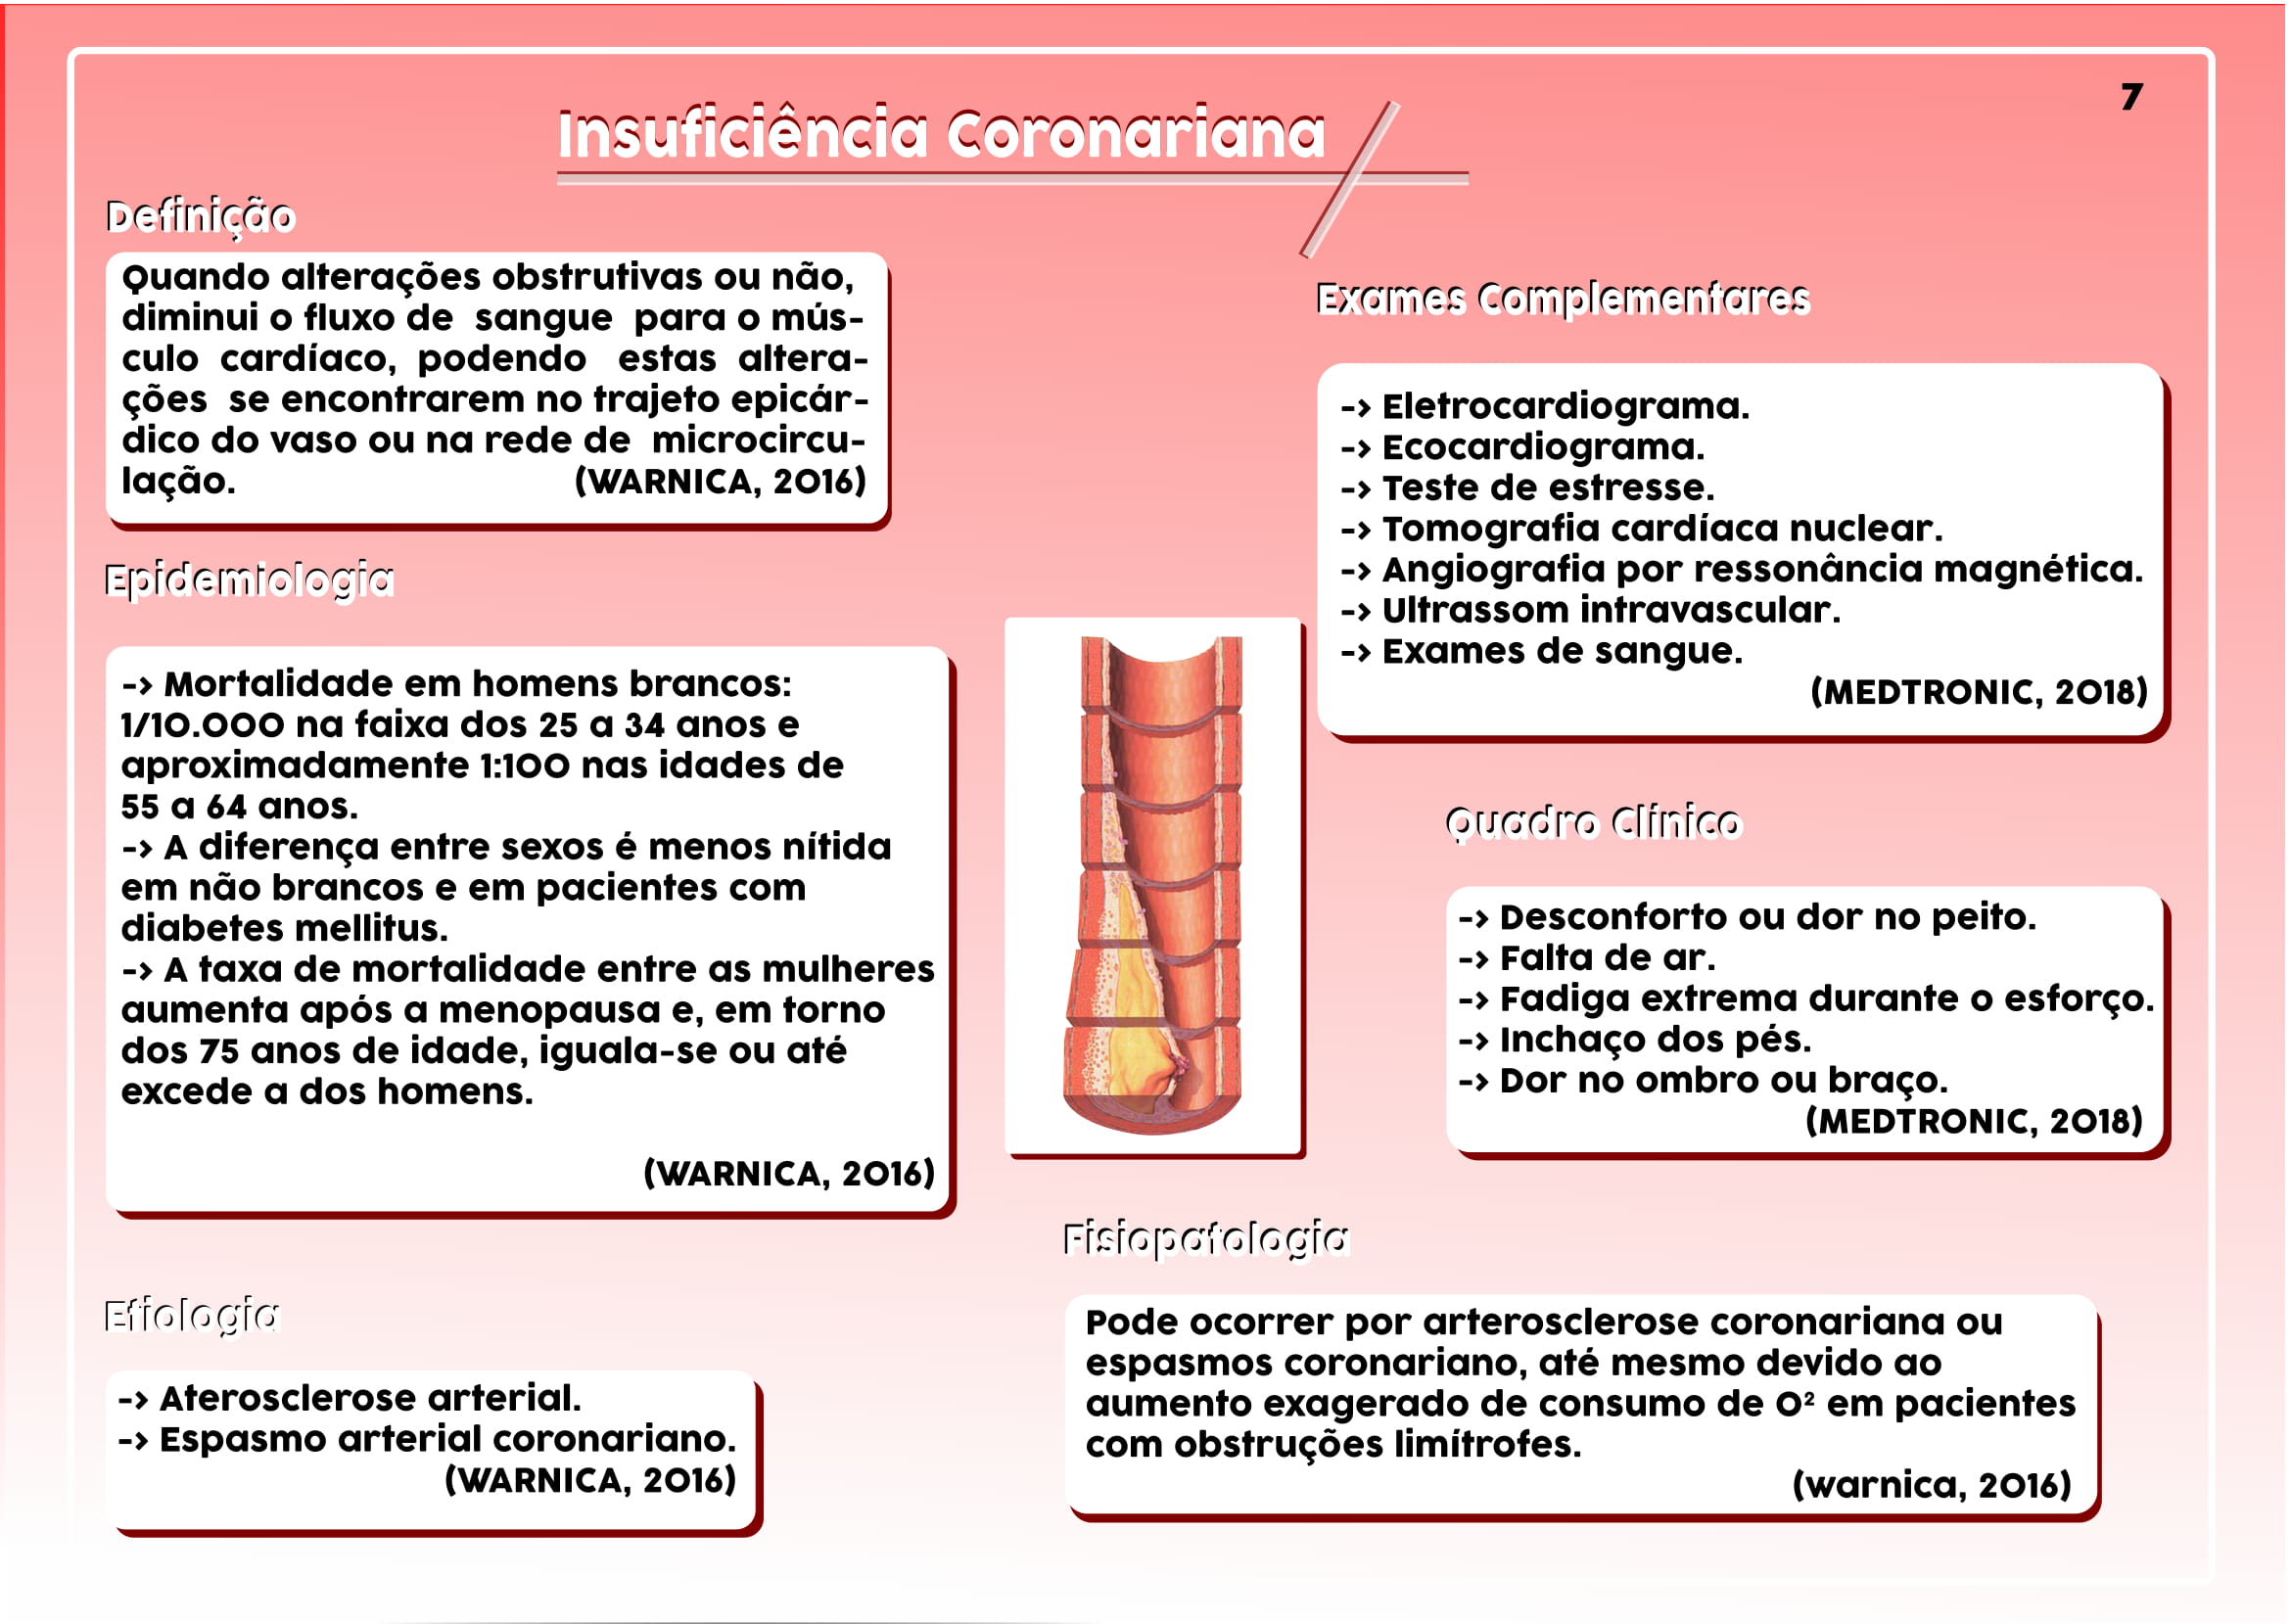 7
Insuficiência Coronariana
Definição
Quando alterações obstrutivas ou não,
diminui o fluxo de sangue para o mús-
culo cardíaco, podendo estas altera-
ções se encontrarem no trajeto epicár-
dico do vaso ou na rede de microcircu-
lação. (WARNICA, 2016)
Epidemiologia
-> Mortalidade em homens brancos:
1/10.000 na faixa dos 25 a 34 anos e
aproximadamente 1:100 nas idades de
55 a 64 anos.
-> A diferença entre sexos é menos nítida
em não brancos e em pacientes com
diabetes mellitus.
-> A taxa de mortalidade entre as mulheres
aumenta após a menopausa e, em torno
dos 75 anos de idade, iguala-se ou até
excede a dos homens.
(WARNICA, 2016)
Etiologia
-> Aterosclerose arterial.
-> Espasmo arterial coronariano.
(WARNICA, 2016)
Exames Complementares
-> Eletrocardiograma.
-> Ecocardiograma.
-> Teste de estresse.
-> Tomografia cardíaca nuclear.
-> Angiografia por ressonância magnética.
-> Ultrassom intravascular.
-> Exames de sangue.
(MEDTRONIC, 2018)
Quadro Clínico
-> Desconforto ou dor no peito.
-> Falta de ar.
-> Fadiga extrema durante o esforço.
-> Inchaço dos pés.
-> Dor no ombro ou braço.
(MEDTRONIC, 2018)
Fisiopatologia
Pode ocorrer por arterosclerose coronariana ou
espasmos coronariano, até mesmo devido ao
aumento exagerado de consumo de O² em pacientes
com obstruções limítrofes.
(warnica, 2016)